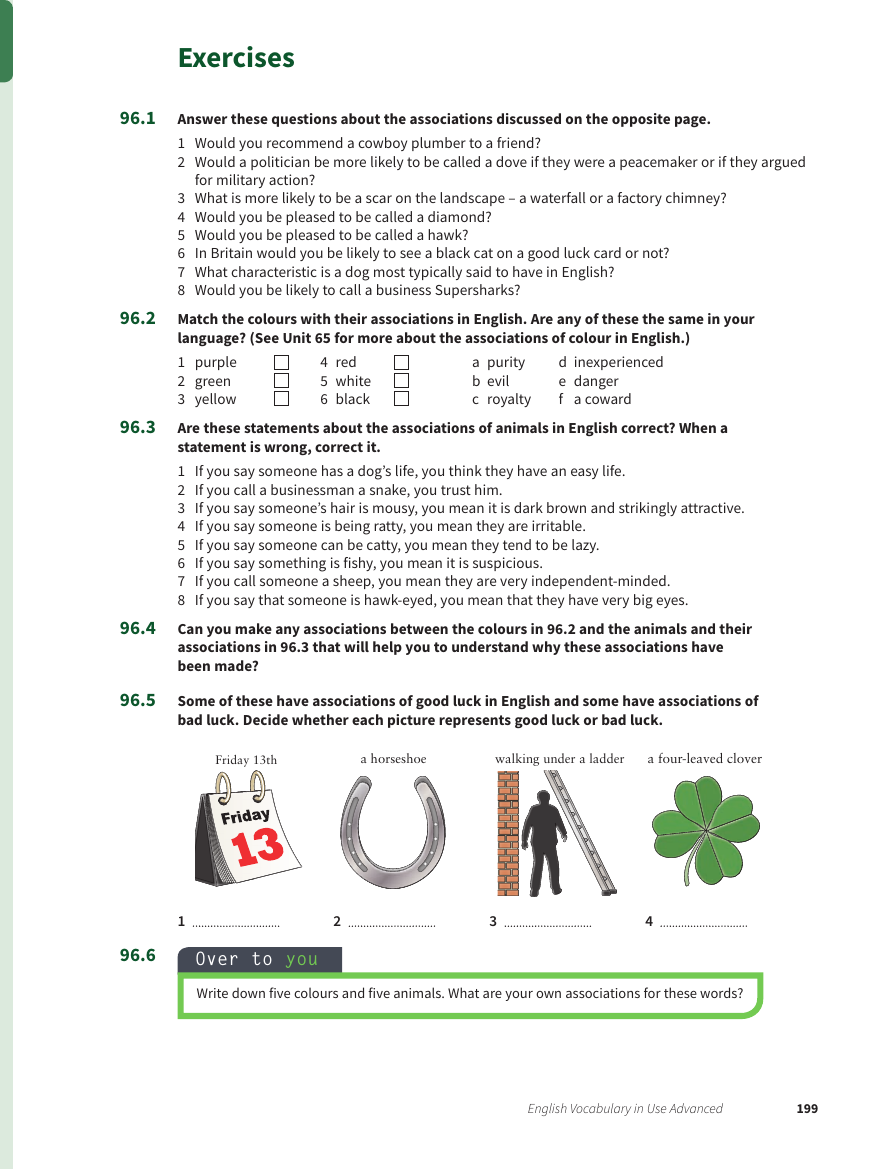 Exercises
96.1 Answer these questions about the associations discussed on the opposite page.
1 Would you recommend a cowboy plumber to a friend?
2 Would a politician be more likely to be called a dove if they were a peacemaker or if they argued
for military action?
3 What is more likely to be a scar on the landscape – a waterfall or a factory chimney?
4 Would you be pleased to be called a diamond?
5 Would you be pleased to be called a hawk?
6 In Britain would you be likely to see a black cat on a good luck card or not?
7 What characteristic is a dog most typically said to have in English?
8 Would you be likely to call a business Supersharks?
96.2 Match the colours with their associations in English. Are any of these the same in your
language? (See Unit 65 for more about the associations of colour in English.)
1 purple 4 red a purity d inexperienced
2 green 5 white b evil e danger
3 yellow 6 black c royalty f a coward
96.3 Are these statements about the associations of animals in English correct? When a
statement is wrong, correct it.
1 If you say someone has a dog’s life, you think they have an easy life.
2 If you call a businessman a snake, you trust him.
3 If you say someone’s hair is mousy, you mean it is dark brown and strikingly attractive.
4 If you say someone is being ratty, you mean they are irritable.
5 If you say someone can be catty, you mean they tend to be lazy.
6 If you say something is fishy, you mean it is suspicious.
7 If you call someone a sheep, you mean they are very independent-minded.
8 If you say that someone is hawk-eyed, you mean that they have very big eyes.
96.4 Can you make any associations between the colours in 96.2 and the animals and their
associations in 96.3 that will help you to understand why these associations have
been made?
96.5 Some of these have associations of good luck in English and some have associations of
bad luck. Decide whether each picture represents good luck or bad luck.
Friday 13th a horseshoe walking under a ladder a four-leaved clover
Friday
13
1 ............................. 2 ............................. 3 ............................. 4 .............................
96.6 Over to you
Write down five colours and five animals. What are your own associations for these words?
English Vocabulary in Use Advanced 199